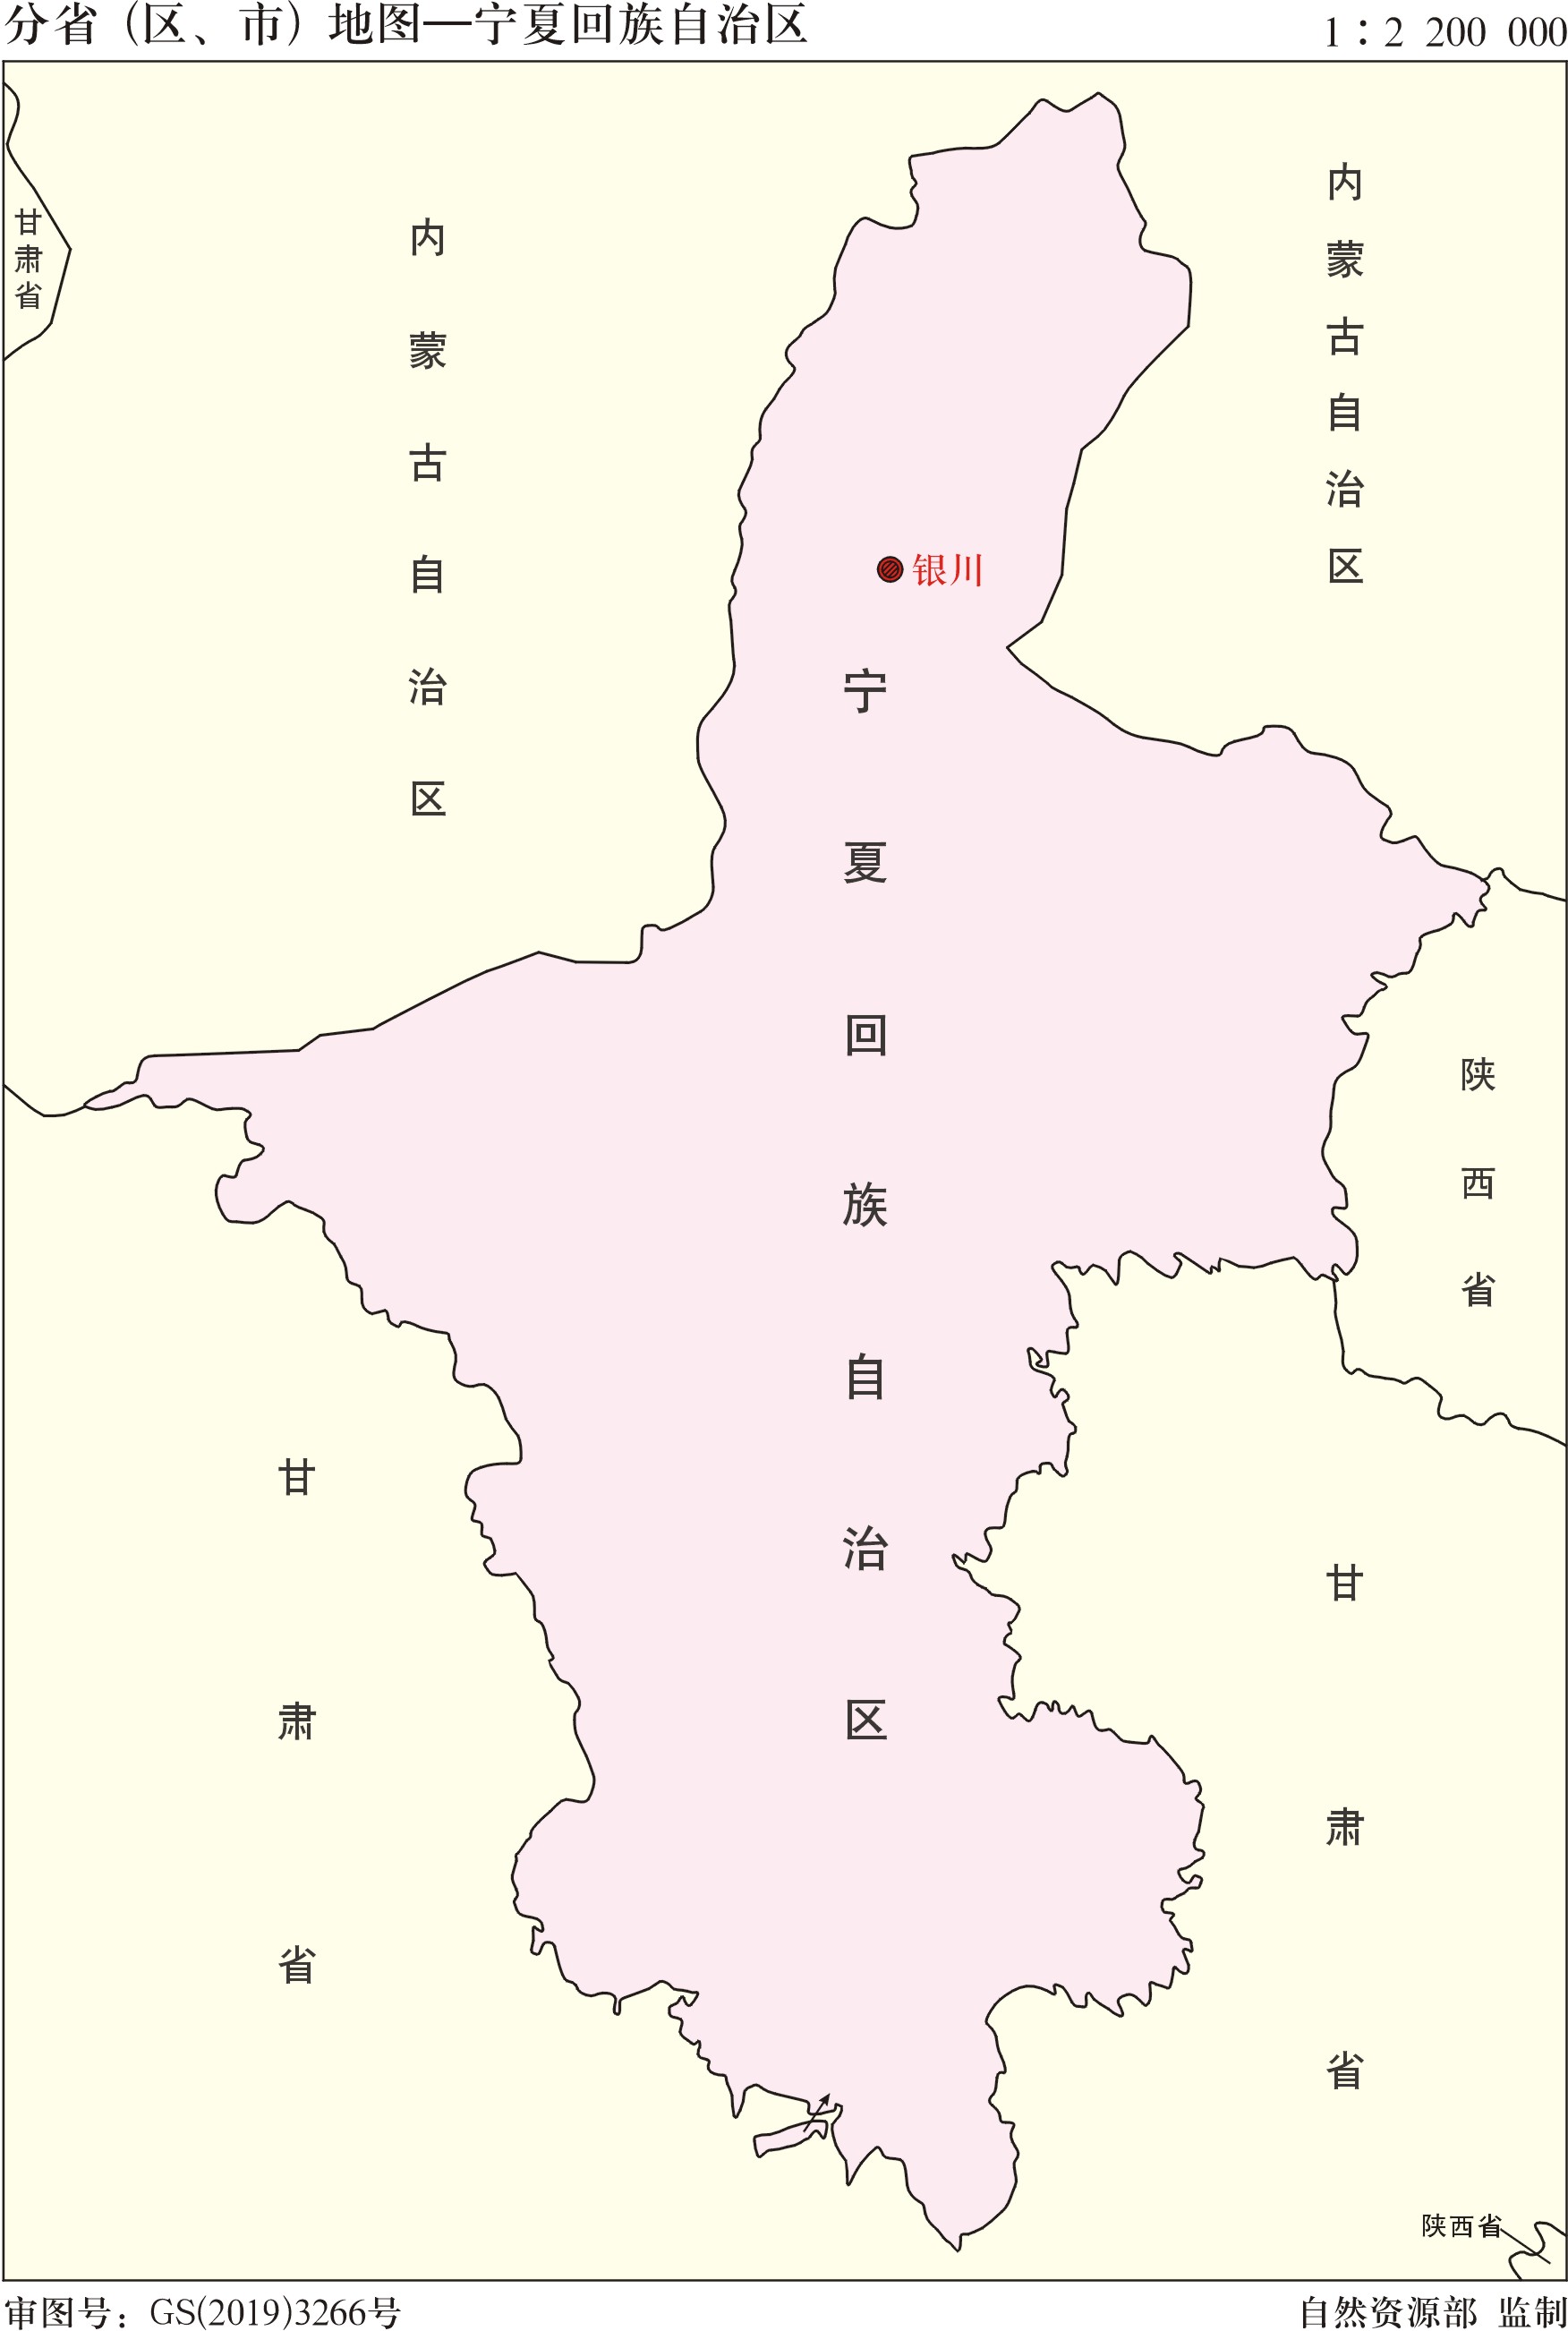 分省（区、市）地图—宁夏回族自治区
1：2 200 000
甘肃省
内蒙古自治区
内蒙古自治区
银川
宁夏回族自治区
陕西省
甘肃省
甘肃省
陕西省
审图号：GS(2019)3266号
自然资源部 监制